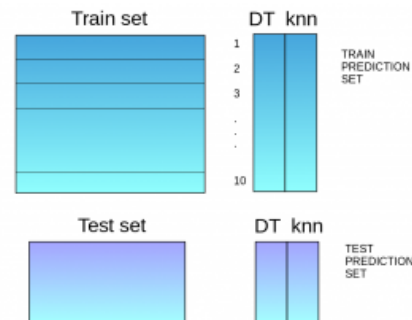 Train set
DT knn
1
2
3
.
.
.
10
TRAIN
PREDICTION
SET
Test set
DT knn
TEST
PREDICTION
SET